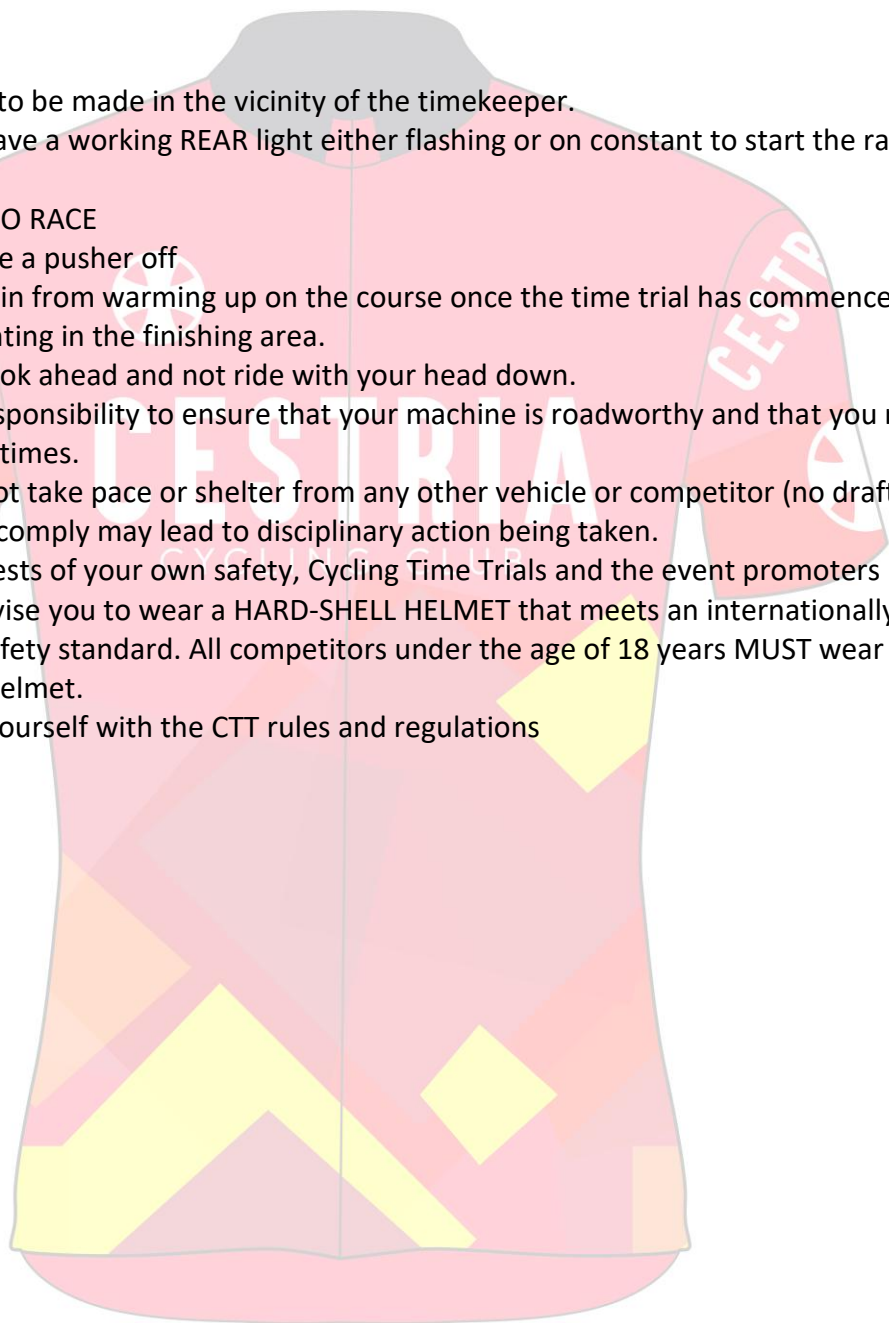 to be made in the vicinity of the timekeeper.
ave a working REAR light either flashing or on constant to start the ra
O RACE
e a pusher off
in from warming up on the course once the time trial has commence
ating in the finishing area.
ok ahead and not ride with your head down.
sponsibility to ensure that your machine is roadworthy and that you r
times.
ot take pace or shelter from any other vehicle or competitor (no draft
comply may lead to disciplinary action being taken.
ests of your own safety, Cycling Time Trials and the event promoters
vise you to wear a HARD-SHELL HELMET that meets an internationally
fety standard. All competitors under the age of 18 years MUST wear
elmet.
ourself with the CTT rules and regulations
CESTRIA
CYCLING CLUB
CESTR